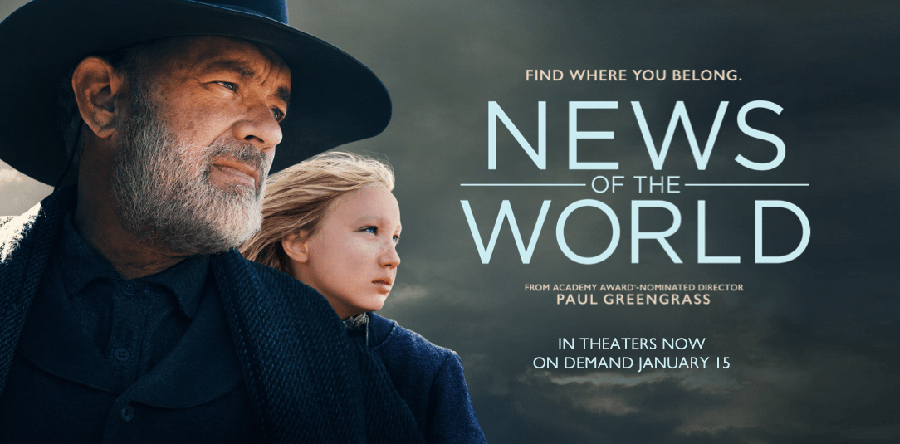 FIND WHERE YOU BELONG.
NEWS
OF THE
WORLD
FROM ACADEMY AWARD®-NOMINATED DIRECTOR
PAUL GREENGRASS
IN THEATERS NOW
ON DEMAND JANUARY 15